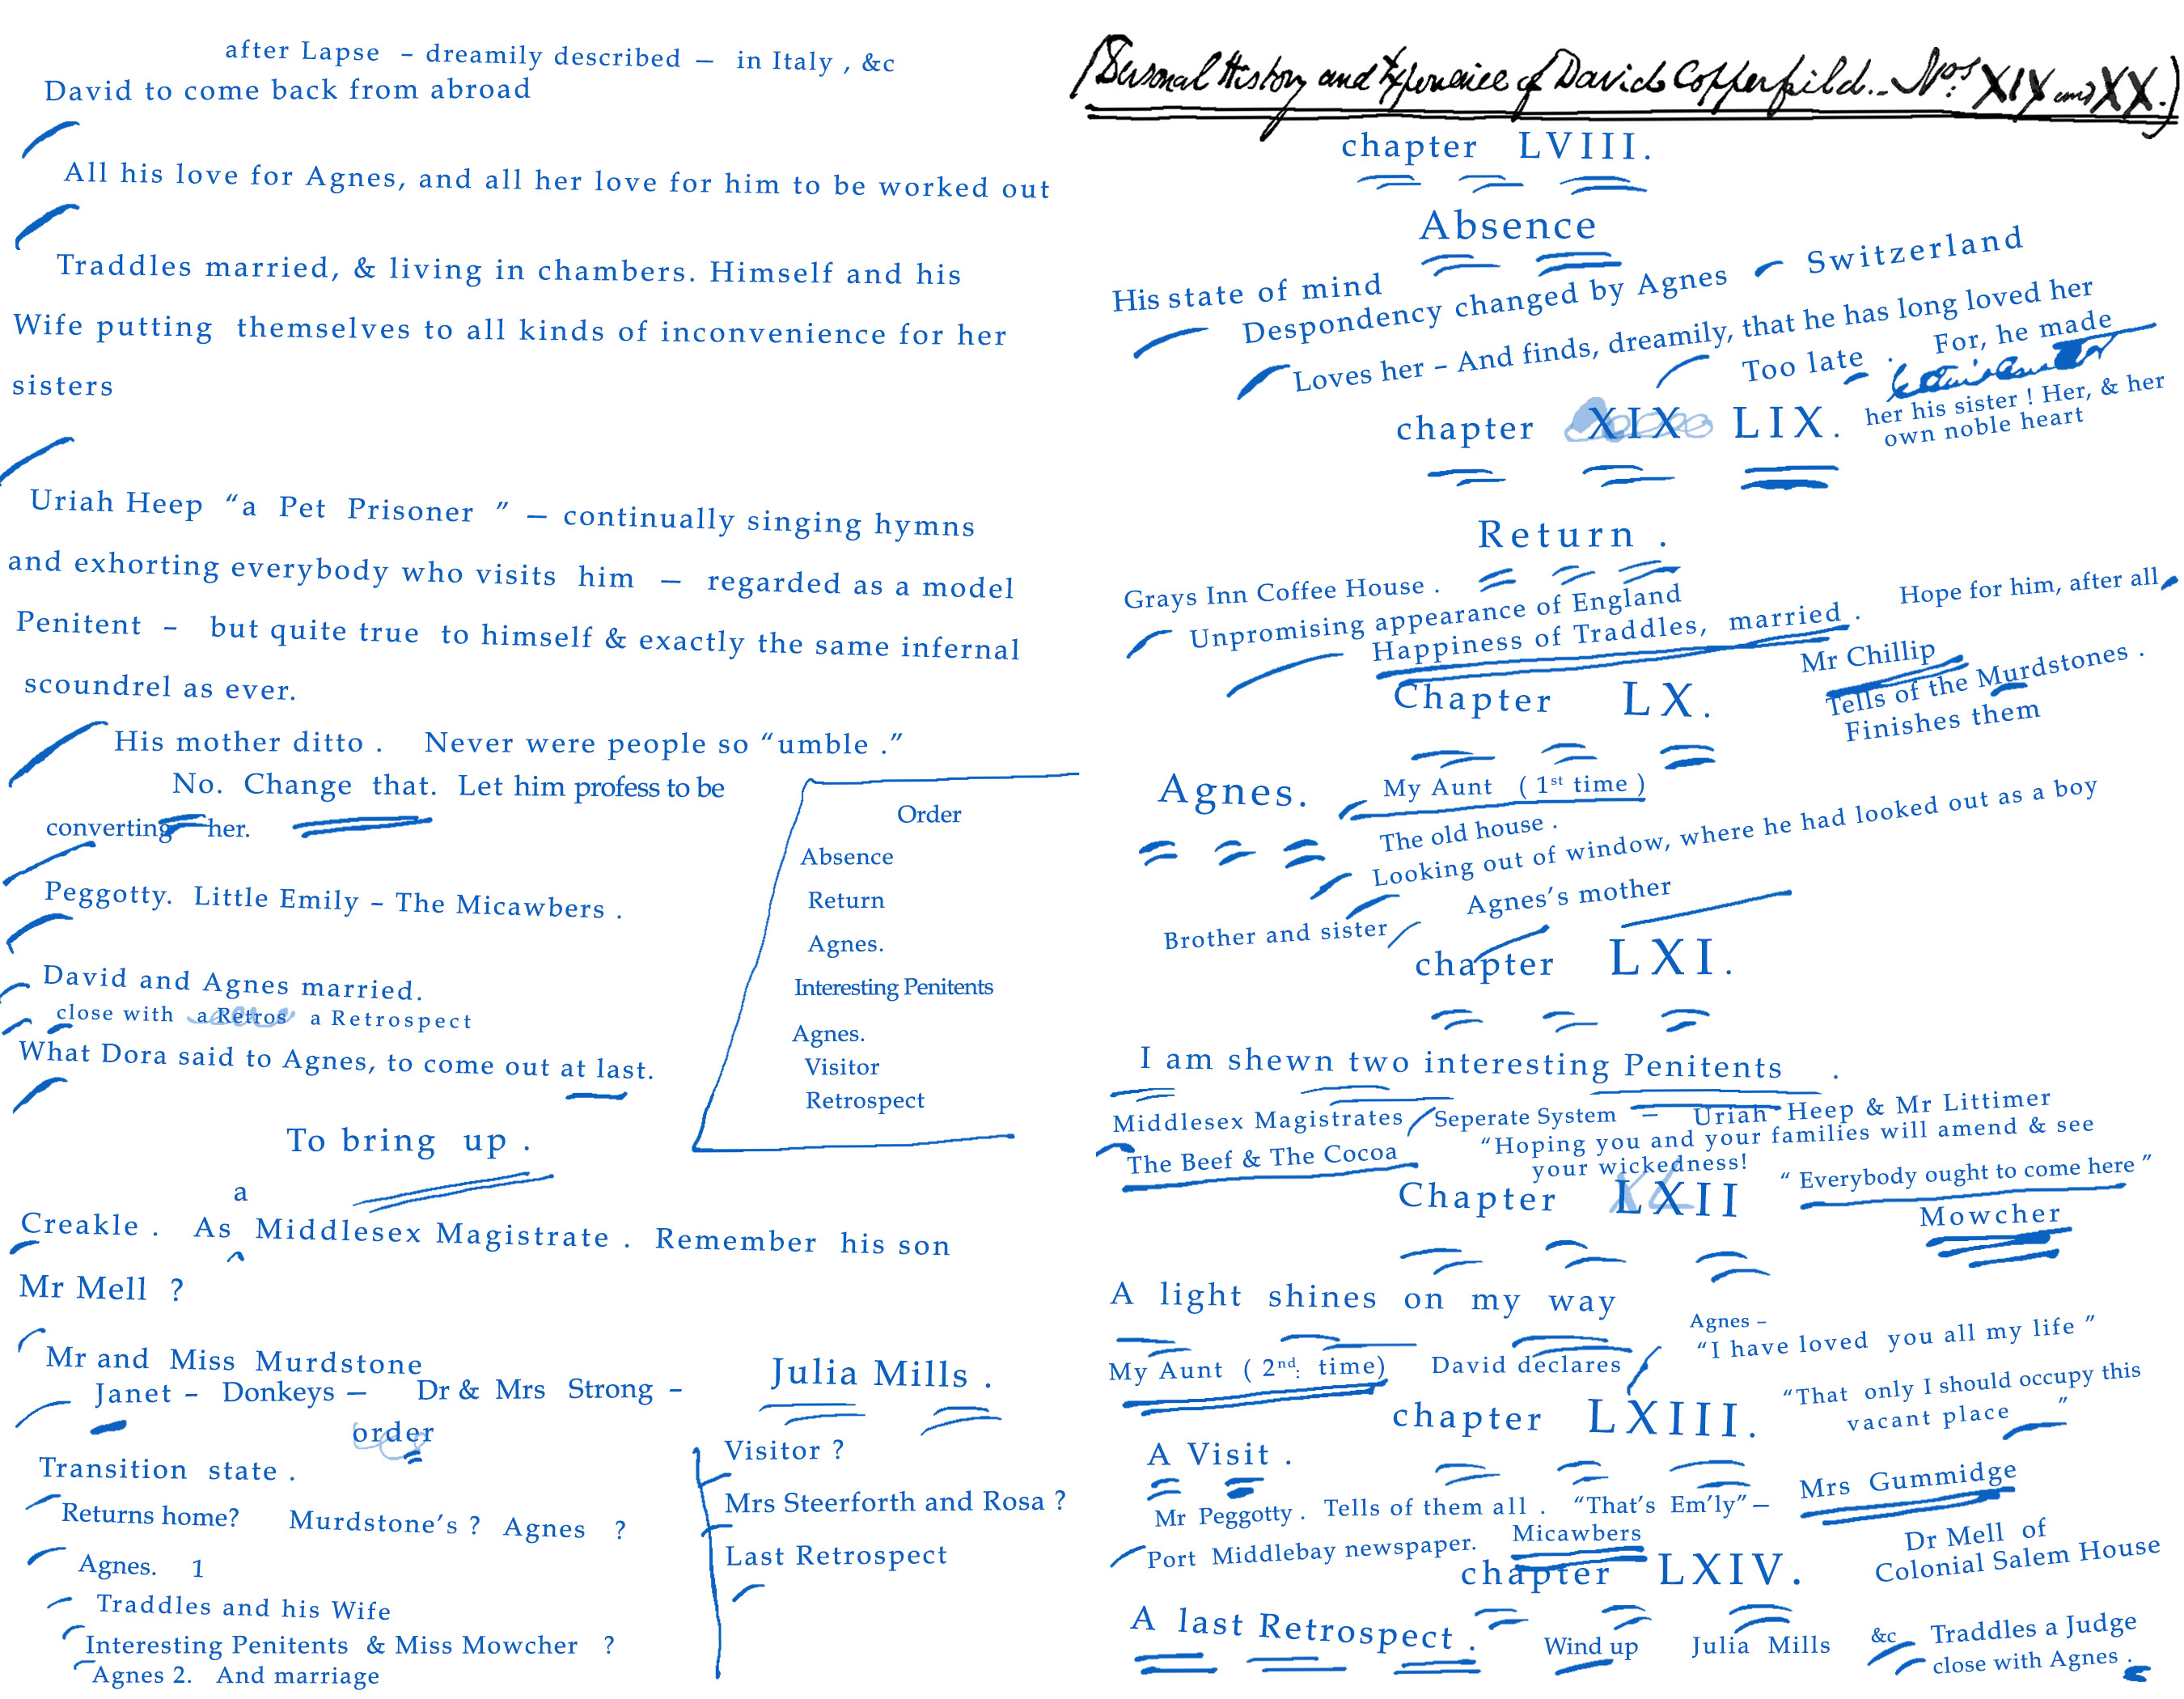 after Lapse – dreamily described — in Italy , &c
David to come back from abroad
All his love for Agnes, and all her love for him to be worked out
Traddles married, & living in chambers. Himself and his
Wife putting themselves to all kinds of inconvenience for her
sisters
Uriah Heep “a Pet Prisoner ” — continually singing hymns
and exhorting everybody who visits him — regarded as a model
Penitent – but quite true to himself & exactly the same infernal
scoundrel as ever.
His mother ditto . Never were people so “umble .”
No. Change that. Let him profess to be
converting her.
Peggotty. Little Emily – The Micawbers .
David and Agnes married.
close with a Retros a Retrospect
What Dora said to Agnes, to come out at last.
Order
Absence
Return
Agnes.
Interesting Penitents
Agnes.
Visitor
Retrospect
To bring up .
a
Creakle . As ^ Middlesex Magistrate . Remember his son
Mr Mell ?
Mr and Miss Murdstone
Janet – Donkeys — Dr & Mrs Strong –
order
Transition state .
Returns home? Murdstone’s ? Agnes ?
Agnes. 1
Traddles and his Wife
Interesting Penitents & Miss Mowcher ?
Agnes 2. And marriage
Julia Mills .
Visitor ?
Mrs Steerforth and Rosa ?
Last Retrospect
(Personal History and Experience of David Copperfield.– Nos. XIX and XX.)
chapter LVIII.
Absence
His state of mind
Despondency changed by Agnes Switzerland
Loves her – And finds, dreamily, that he has long loved her
Too late . For, he made
her his sister ! Her, & her
own noble heart
chapter XIX LIX.
Return .
Grays Inn Coffee House .
Unpromising appearance of England
Happiness of Traddles, married .
Hope for him, after all
Mr Chillip
Tells of the Murdstones .
Finishes them
Chapter LX.
Agnes.
My Aunt ( 1st time )
The old house .
Looking out of window, where he had looked out as a boy
Agnes’s mother
Brother and sister
chapter LXI.
I am shewn two interesting Penitents .
Middlesex Magistrates Seperate System — Uriah Heep & Mr Littimer
The Beef & The Cocoa
“Hoping you and your families will amend & see
your wickedness!
“ Everybody ought to come here ”
Mowcher
Chapter LXII
A light shines on my way
My Aunt ( 2nd: time) David declares
Agnes –
“I have loved you all my life ”
“That only I should occupy this
vacant place ”
chapter LXIII.
A Visit .
Mr Peggotty . Tells of them all . “That’s Em’ly” —
Mrs Gummidge
Port Middlebay newspaper. Micawbers
Dr Mell of
Colonial Salem House
chapter LXIV.
A last Retrospect .
Wind up Julia Mills &c Traddles a Judge
close with Agnes .